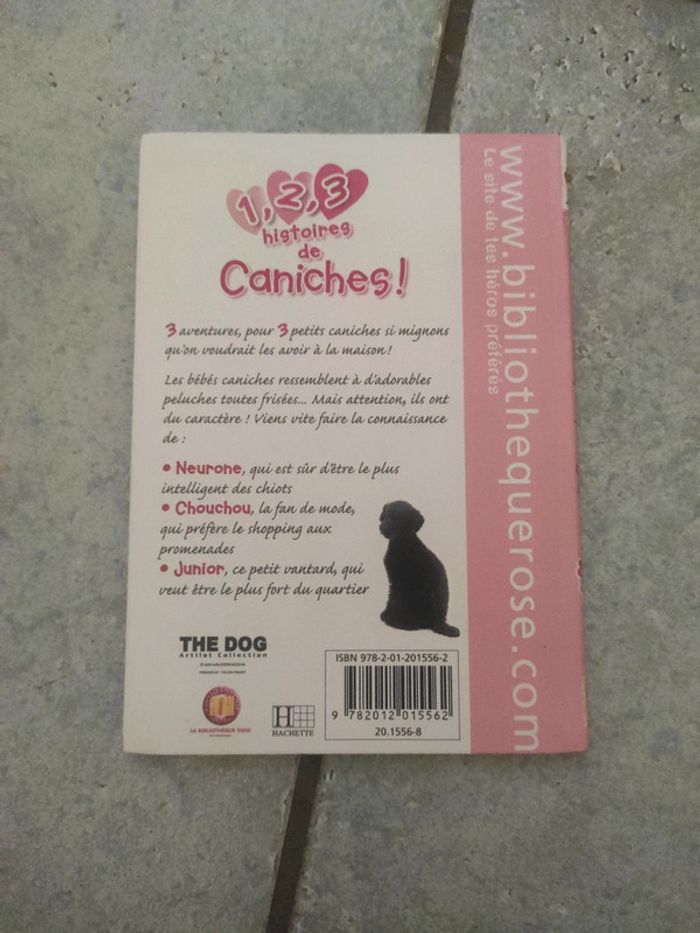 1, 2, 3
histoires
de
Caniches !
3 aventures, pour 3 petits caniches si mignons
qu'on voudrait les avoir à la maison !
Les bébés caniches ressemblent à d'adorables
peluches toutes frisées... Mais attention, ils ont
du caractère ! Viens vite faire la connaissance
de :
• Neurone, qui est sûr d'être le plus
intelligent des chiots
• Chouchou, la fan de mode,
qui préfère le shopping aux
promenades
• Junior, ce petit vantard, qui
veut être le plus fort du quartier
THE DOG
Artlist Collection
LA BIBLIOTHÈQUE ROSE
H
HACHETTE
ISBN 978-2-01-201556-2
9 782012 015562
20.1556-8
www.bibliothequerose.com
Le site de tes héros préférés